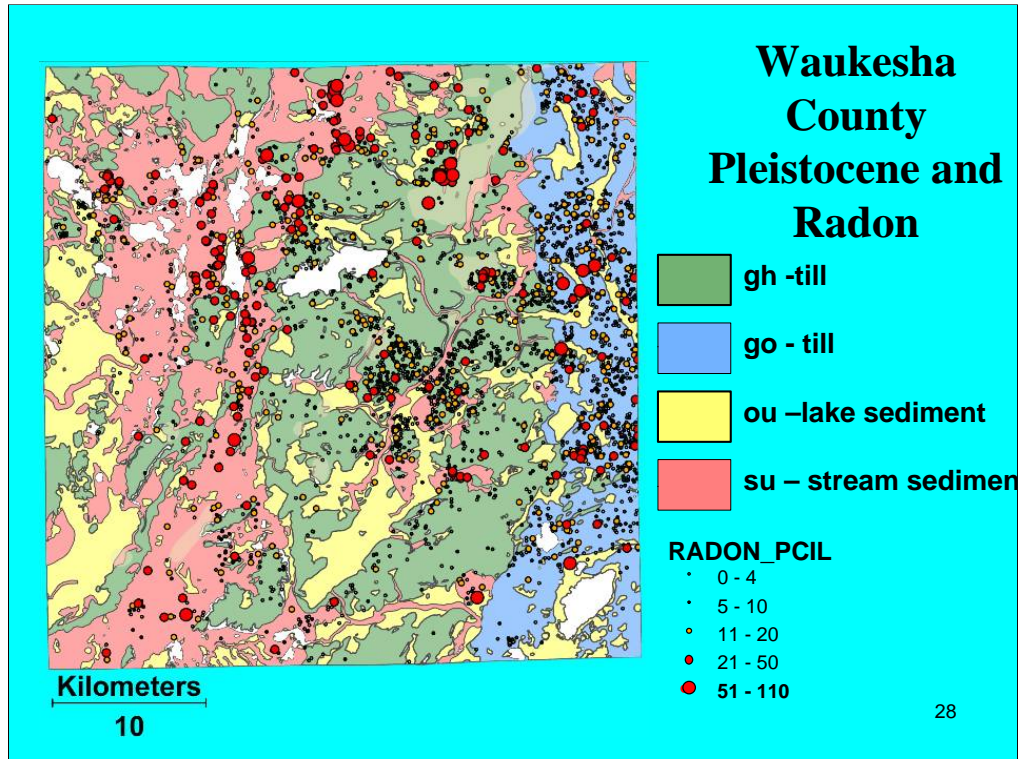 Waukesha
County
Pleistocene and
Radon
gh -till
go - till
ou –lake sediment
su – stream sedimen
RADON_PCIL
0 - 4
5 - 10
11 - 20
21 - 50
51 - 110
Kilometers
10
28